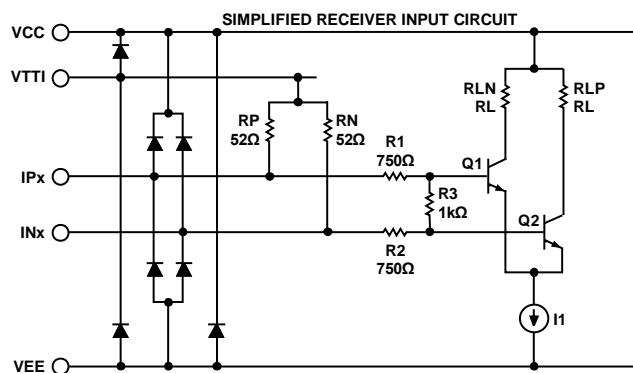 SIMPLIFIED RECEIVER INPUT CIRCUIT
VCC
VTTI
RLN
RL
RLP
RL
RP
52Ω
RN
52Ω
R1
750Ω
Q1
IPx
R3
1kΩ
Q2
INx
R2
750Ω
I1
VEE